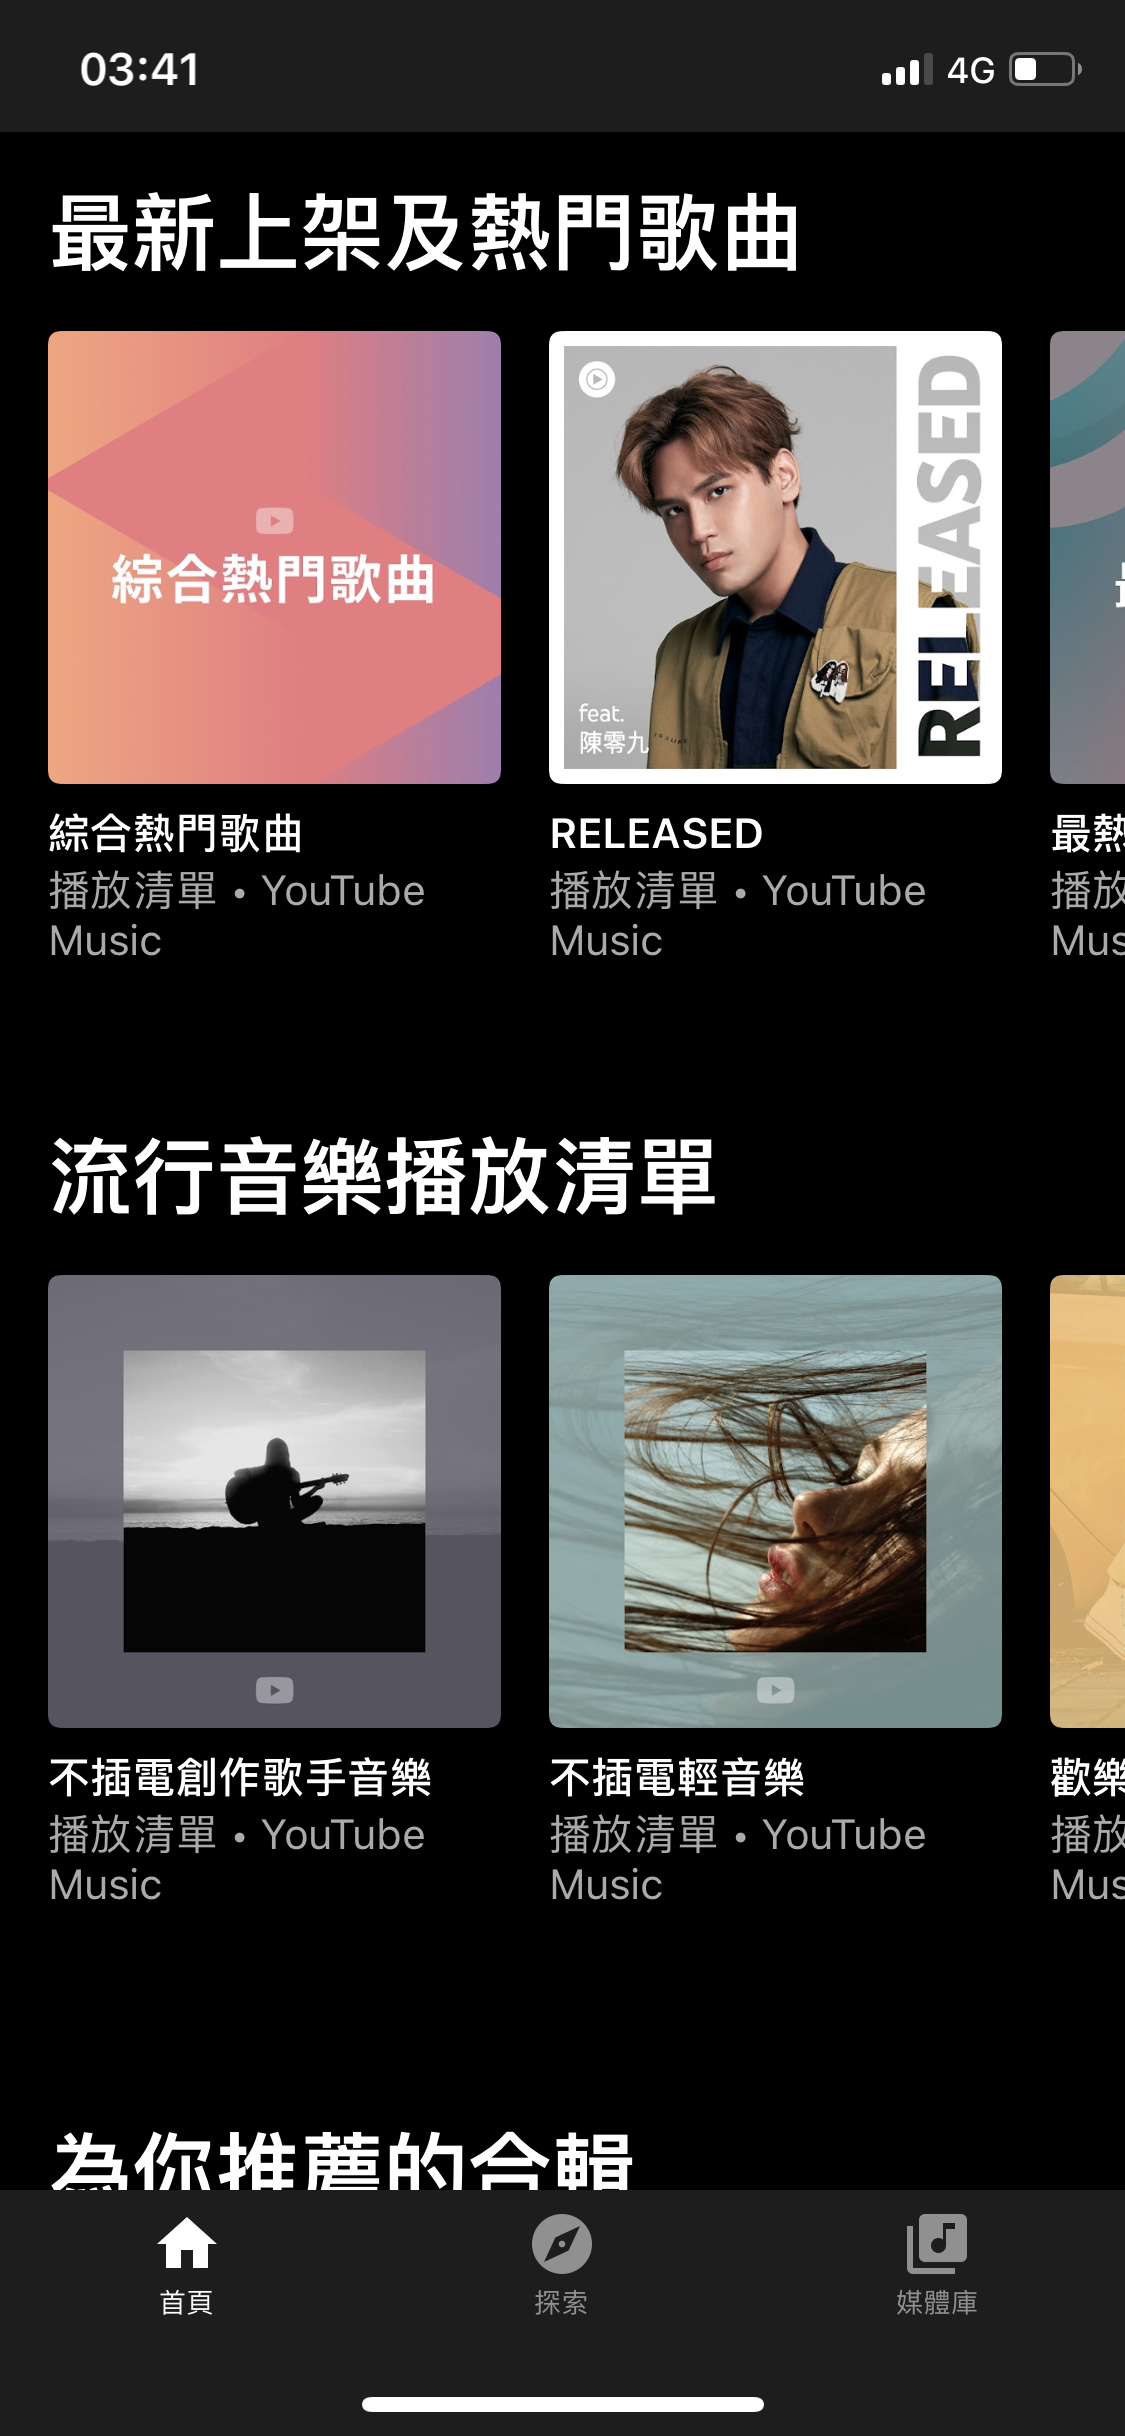 03:41
4G
最新上架及熱門歌曲
綜合熱門歌曲
RELEASED
feat.
陳零九
綜合熱門歌曲
播放清單 • YouTube
Music
RELEASED
播放清單 • YouTube
Music
最熱
播放
Mus
流行音樂播放清單
不插電創作歌手音樂
播放清單 • YouTube
Music
不插電輕音樂
播放清單 • YouTube
Music
歡樂
播放
Mus
為你推薦的合輯
首頁
探索
媒體庫